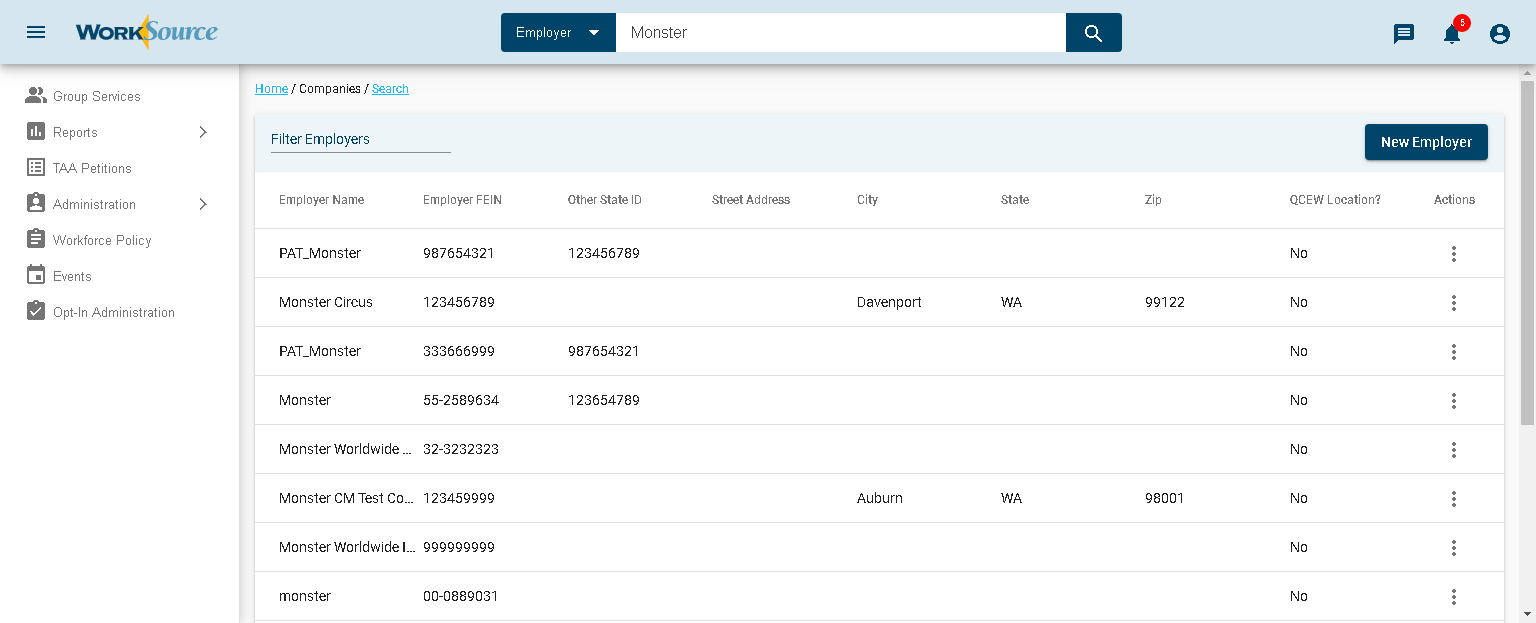 WorkSource
Employer
Monster
5
Group Services
Reports
TAA Petitions
Administration
Workforce Policy
Events
Opt-In Administration
Home / Companies / Search
Filter Employers
New Employer
Employer Name Employer FEIN Other State ID Street Address City State Zip QCEW Location? Actions
PAT_Monster 987654321 123456789 No
Monster Circus 123456789 Davenport WA 99122 No
PAT_Monster 333666999 987654321 No
Monster 55-2589634 123654789 No
Monster Worldwide ... 32-3232323 No
Monster CM Test Co... 123459999 Auburn WA 98001 No
Monster Worldwide I... 999999999 No
monster 00-0889031 No